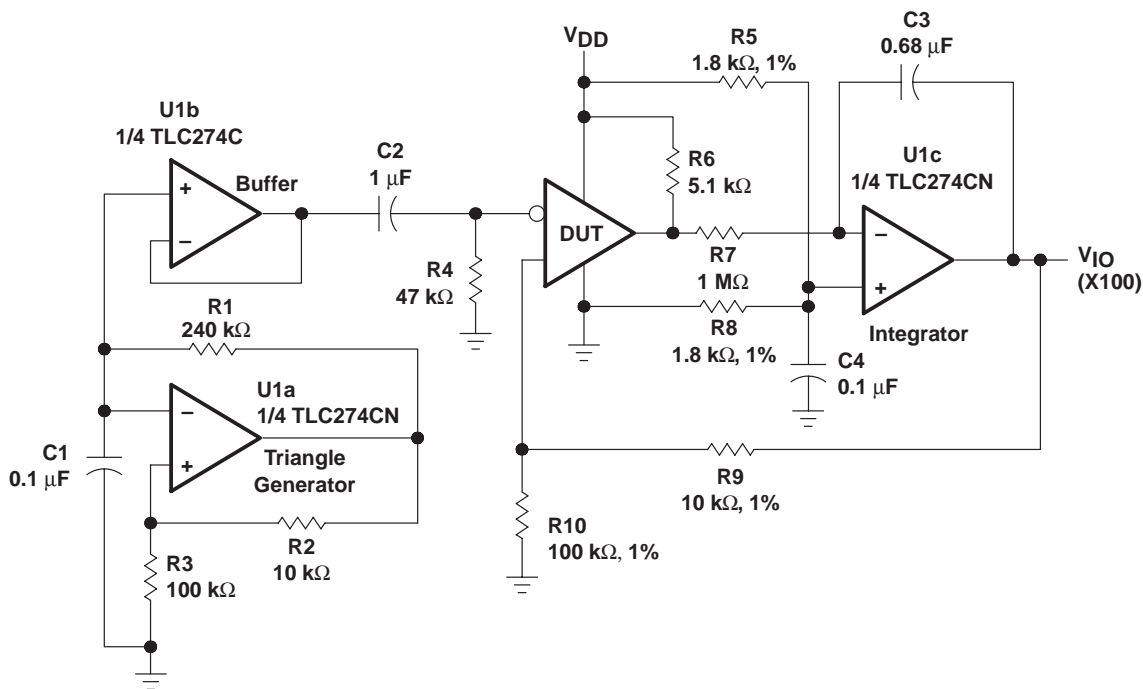 U1b
1/4 TLC274C
+
−
Buffer
C2
1 µF
R4
47 kΩ
R1
240 kΩ
U1a
1/4 TLC274CN
−
+
Triangle
Generator
C1
0.1 µF
R2
10 kΩ
R3
100 kΩ
VDD
R5
1.8 kΩ, 1%
C3
0.68 µF
R6
5.1 kΩ
U1c
1/4 TLC274CN
DUT
R7
1 MΩ
−
+
Integrator
VIO
(X100)
R8
1.8 kΩ, 1%
C4
0.1 µF
R9
10 kΩ, 1%
R10
100 kΩ, 1%